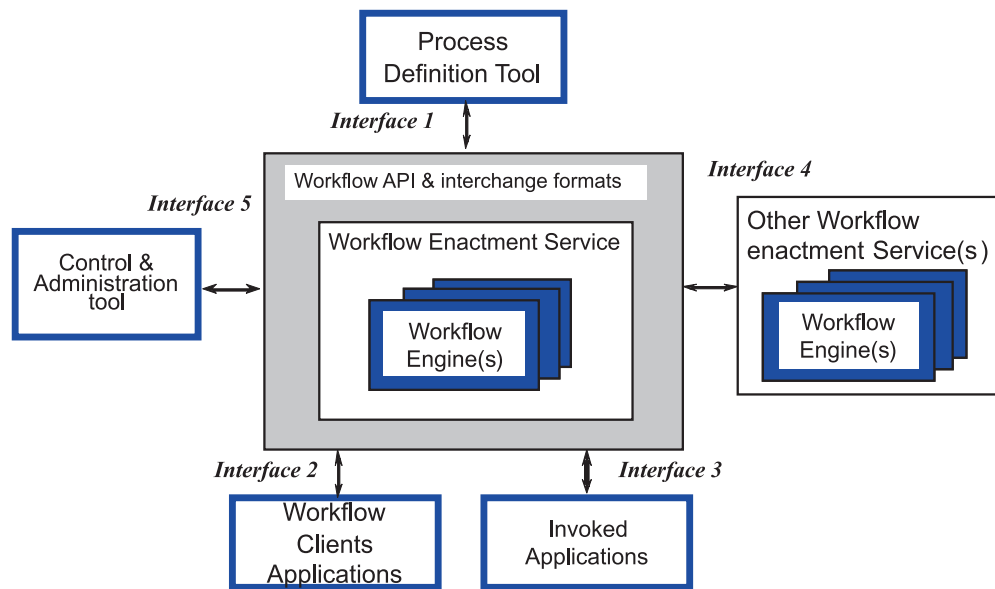 Process
Definition Tool
Interface 1
Workflow API & interchange formats
Interface 4
Interface 5
Workflow Enactment Service
Other Workflow
enactment Service(s)
Control &
Administration
tool
Workflow
Engine(s)
Workflow
Engine(s)
Interface 2
Interface 3
Workflow
Clients
Applications
Invoked
Applications